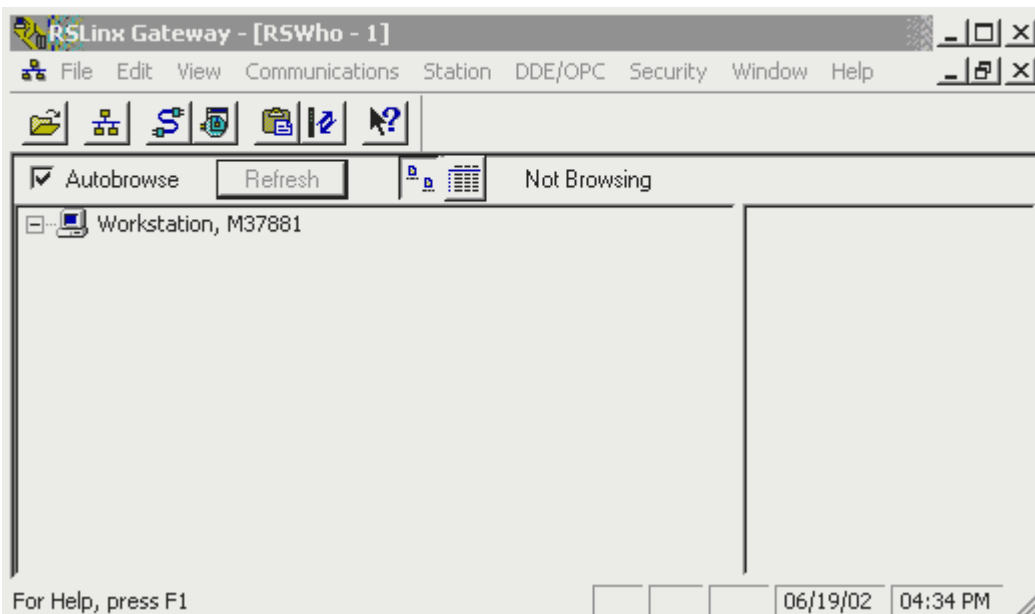 RSLinx Gateway - [RSWho - 1]
File Edit View Communications Station DDE/OPC Security Window Help
Autobrowse Refresh Not Browsing
Workstation, M37881
For Help, press F1 06/19/02 04:34 PM